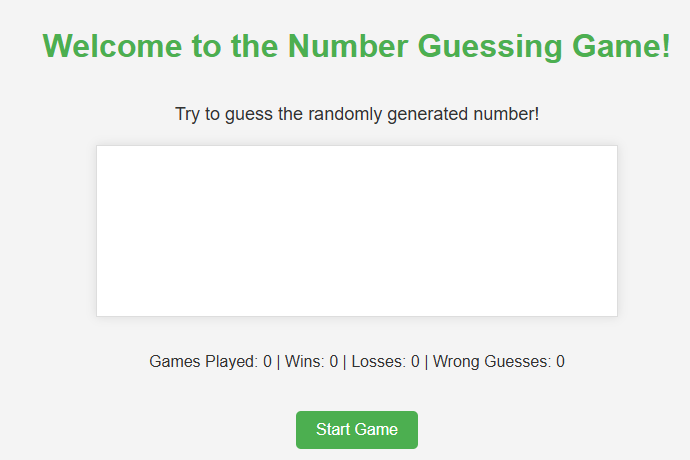 Welcome to the Number Guessing Game!
Try to guess the randomly generated number!
Games Played: 0 | Wins: 0 | Losses: 0 | Wrong Guesses: 0
Start Game